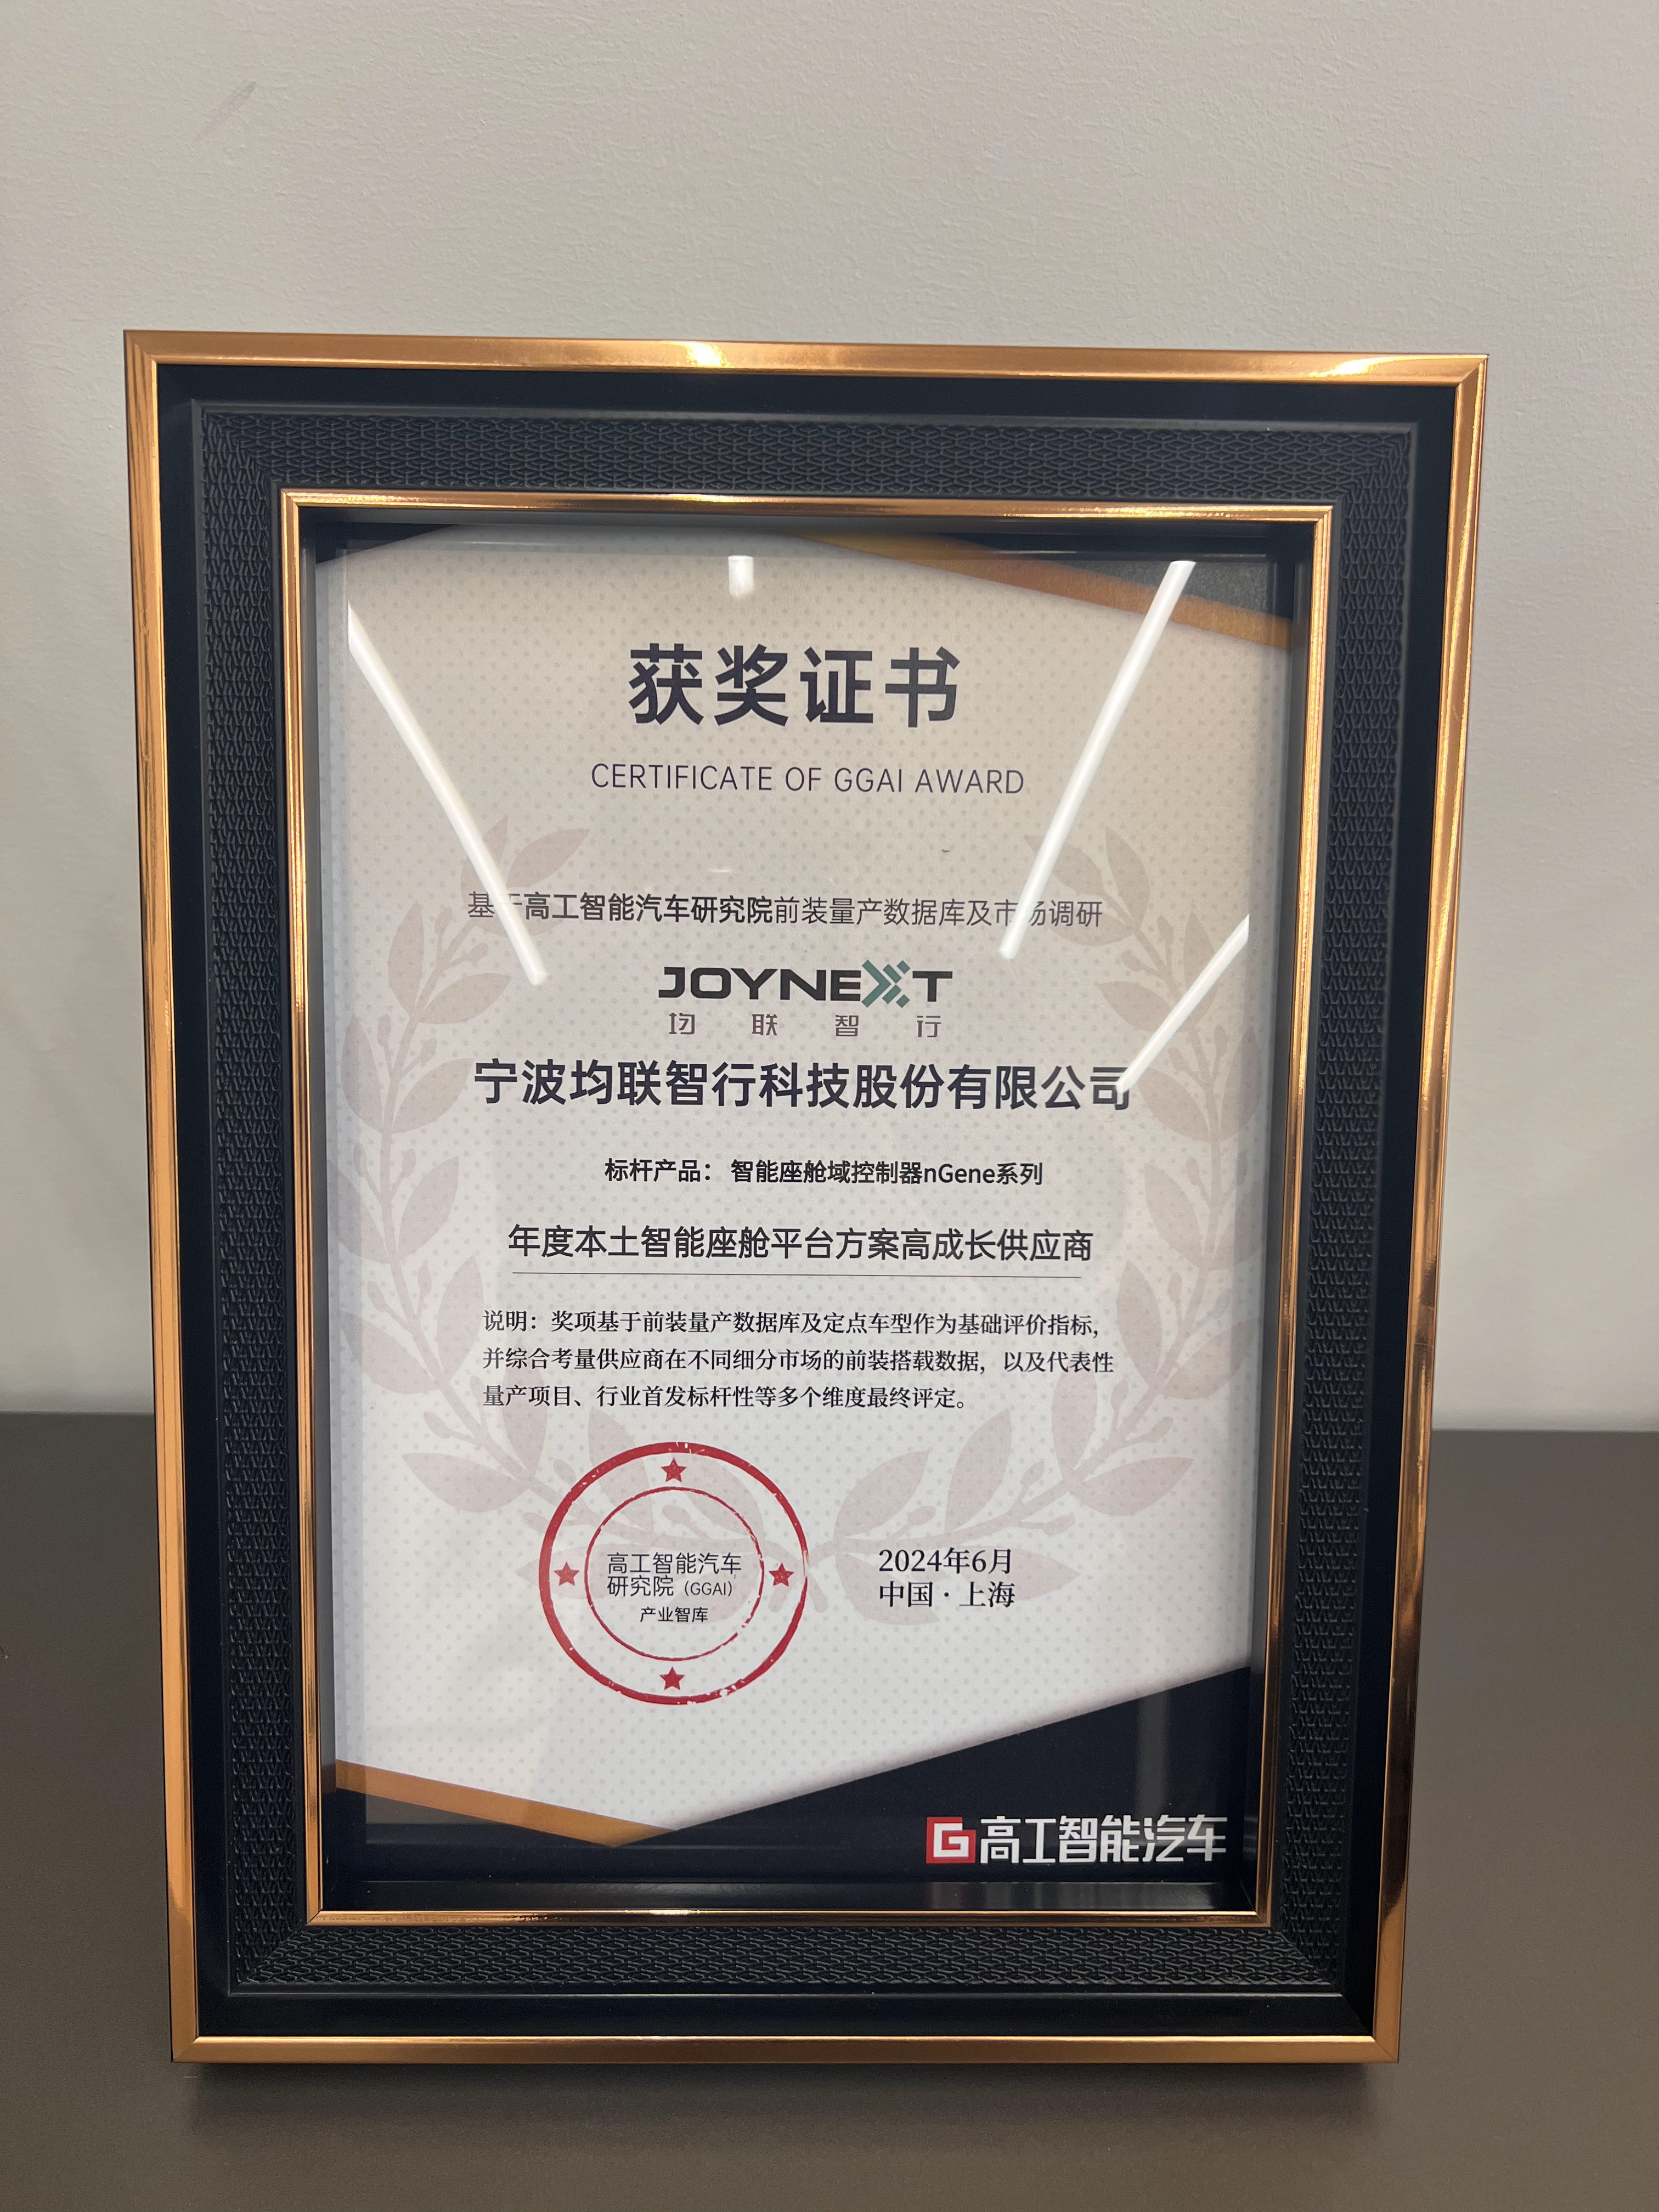 获奖证书
CERTIFICATE OF GGAI AWARD
基于高工智能汽车研究院前装量产数据库及市场调研
JOYNEXT
均联智行
宁波均联智行科技股份有限公司
标杆产品：智能座舱域控制器nGene系列
年度本土智能座舱平台方案高成长供应商
说明：奖项基于前装量产数据库及定点车型作为基础评价指标，
并综合考量供应商在不同细分市场的前装搭载数据，以及代表性
量产项目、行业首发标杆性等多个维度最终评定。
高工智能汽车
研究院（GGAI）
产业智库
2024年6月
中国·上海
高工智能汽车